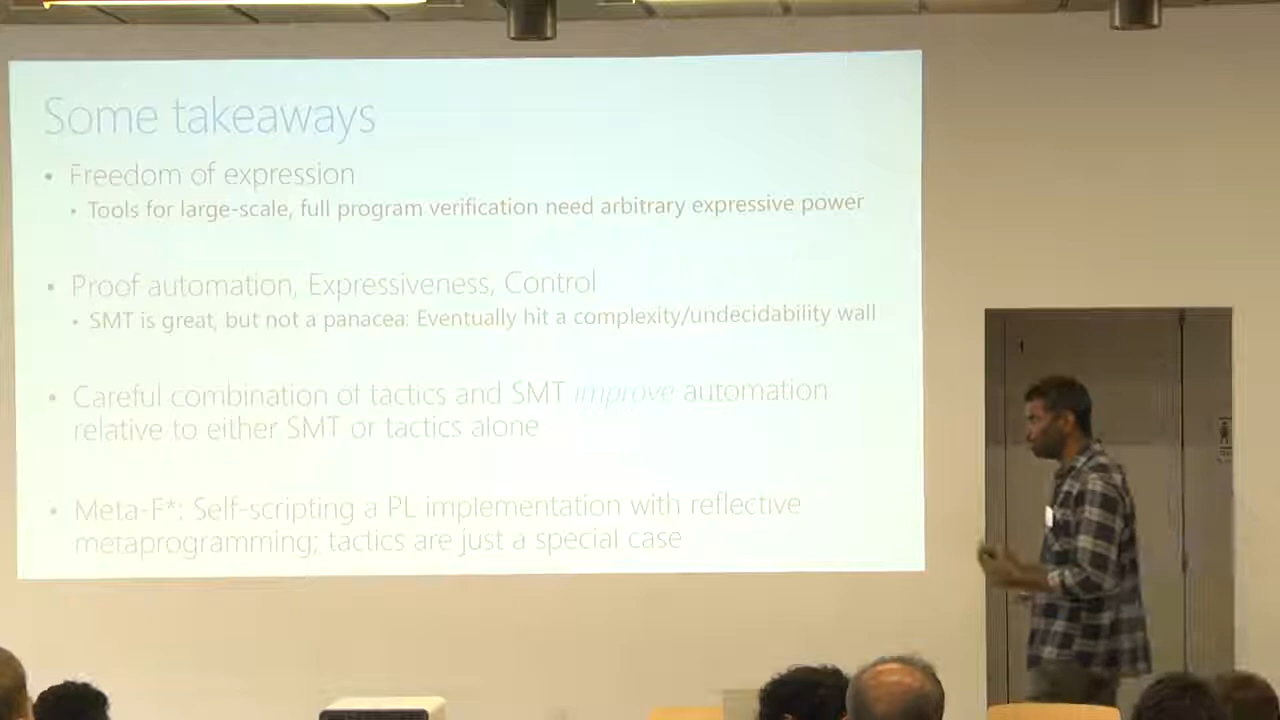 Some takeaways
• Freedom of expression
• Tools for large-scale, full program verification need arbitrary expressive power
• Proof automation, Expressiveness, Control
• SMT is great, but not a panacea: Eventually hit a complexity/undecidability wall
• Careful combination of tactics and SMT improve automation
relative to either SMT or tactics alone
• Meta-F*: Self-scripting a PL implementation with reflective
metaprogramming; tactics are just a special case